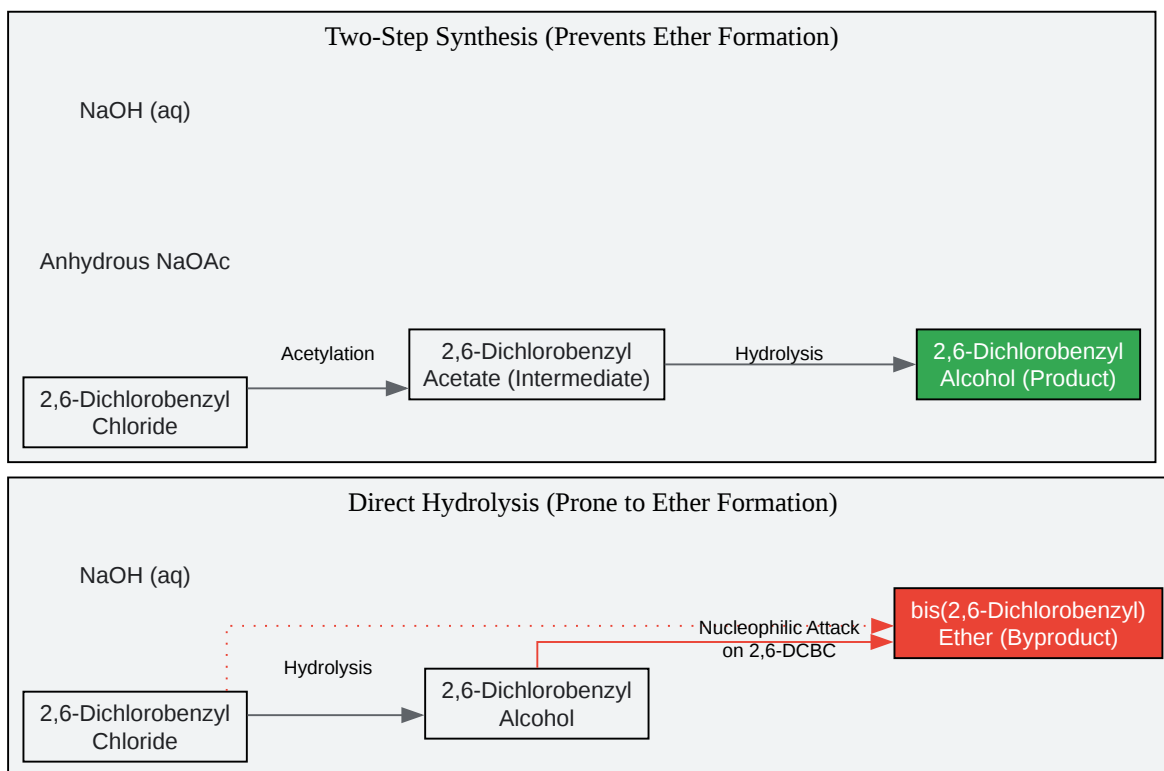 Two-Step Synthesis (Prevents Ether Formation)
NaOH (aq)
Anhydrous NaOAc
2,6-Dichlorobenzyl
Chloride
Acetylation
2,6-Dichlorobenzyl
Acetate (Intermediate)
Hydrolysis
2,6-Dichlorobenzyl
Alcohol (Product)
Direct Hydrolysis (Prone to Ether Formation)
NaOH (aq)
2,6-Dichlorobenzyl
Chloride
Hydrolysis
2,6-Dichlorobenzyl
Alcohol
Nucleophilic Attack
on 2,6-DCBC
bis(2,6-Dichlorobenzyl)
Ether (Byproduct)